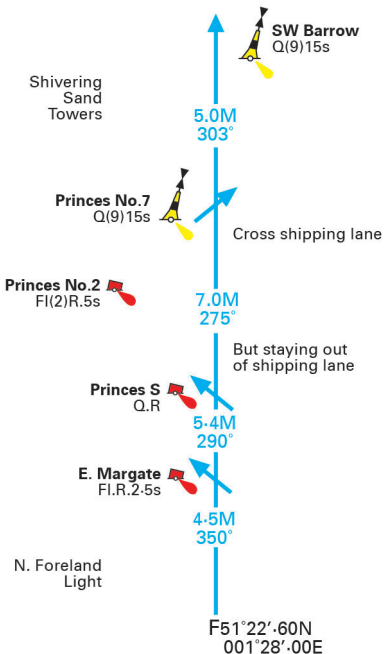 SW Barrow
Q(9)15s
Shivering
Sand
Towers
5.0M
303°
Princes No.7
Q(9)15s
Cross shipping lane
Princes No.2
Fl(2)R.5s
7.0M
275°
But staying out
of shipping lane
Princes S
Q.R
5·4M
290°
E. Margate
Fl.R.2·5s
4·5M
350°
N. Foreland
Light
F51°22'·60N
001°28'·00E